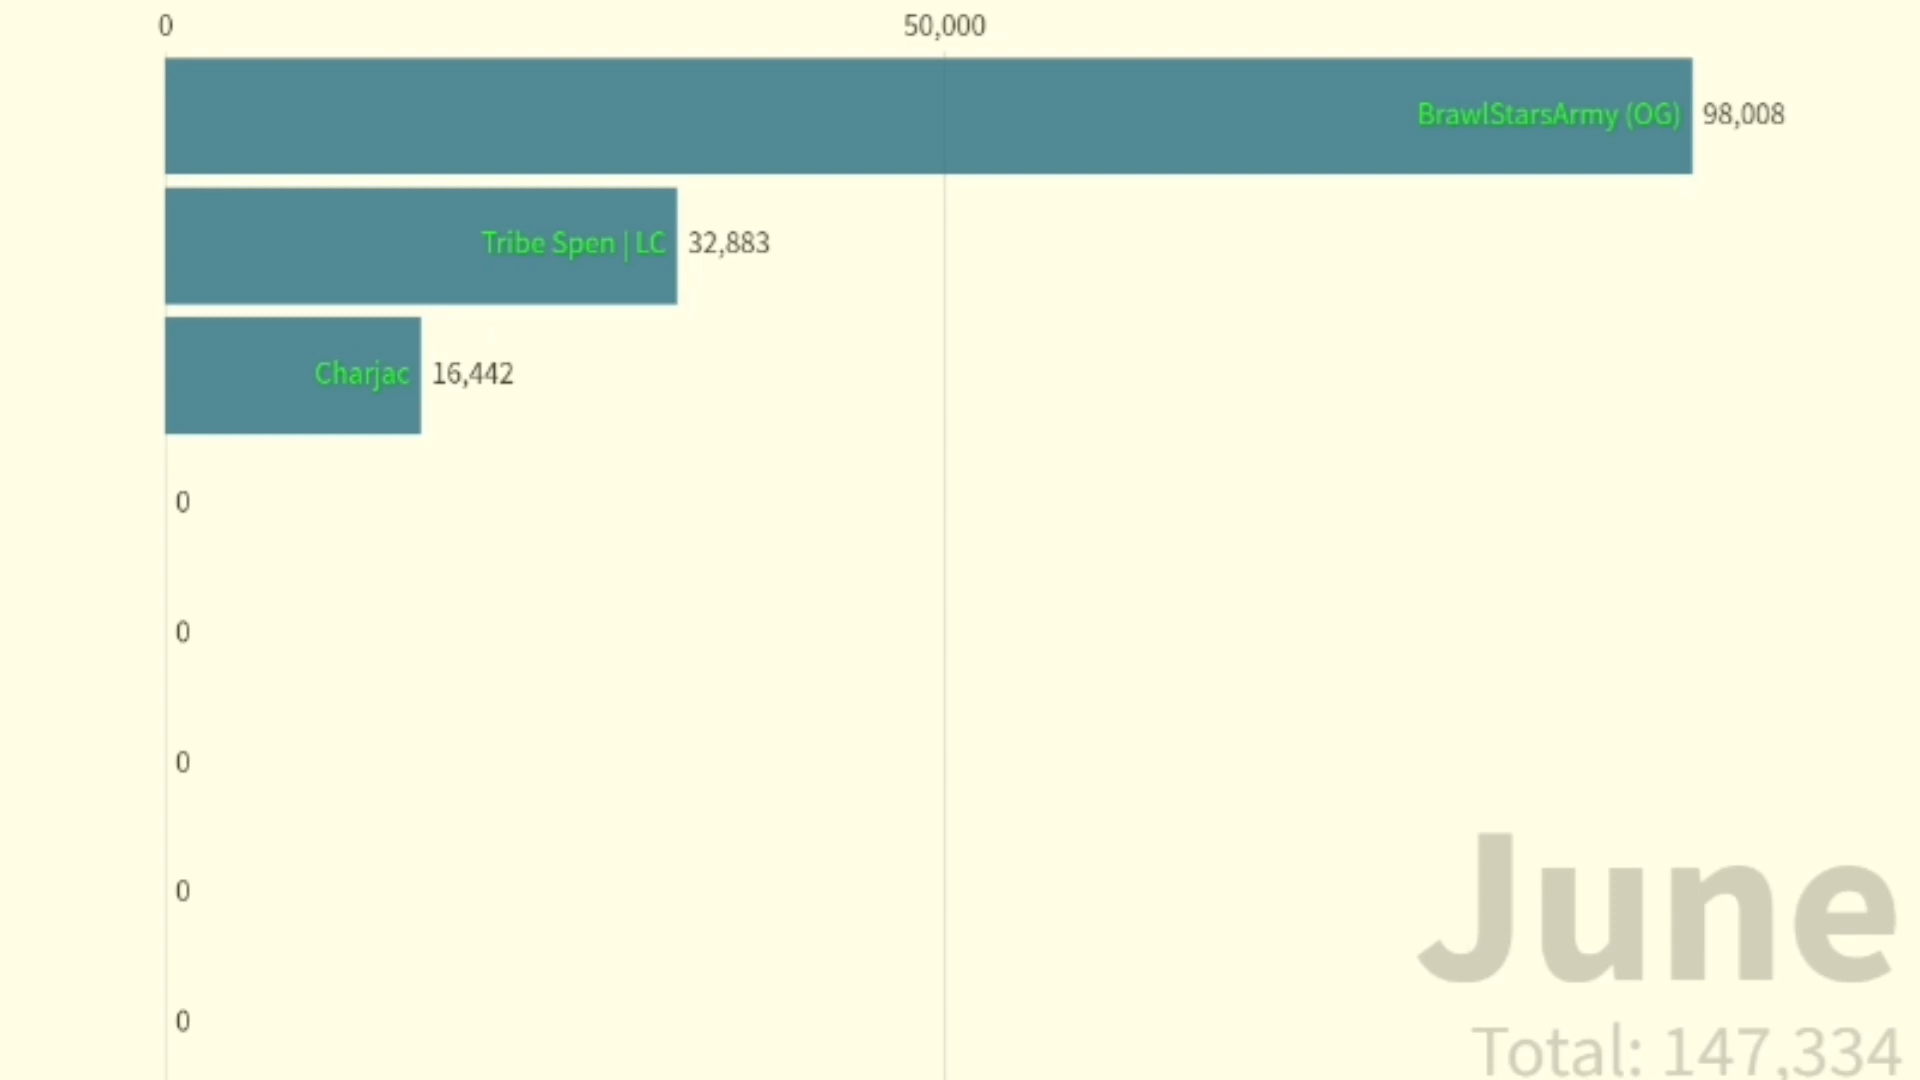 0 50,000
BrawlStarsArmy (OG) 98,008
Tribe Spen | LC 32,883
Charjac 16,442
0
0
0
0
0
June
Total: 147,334